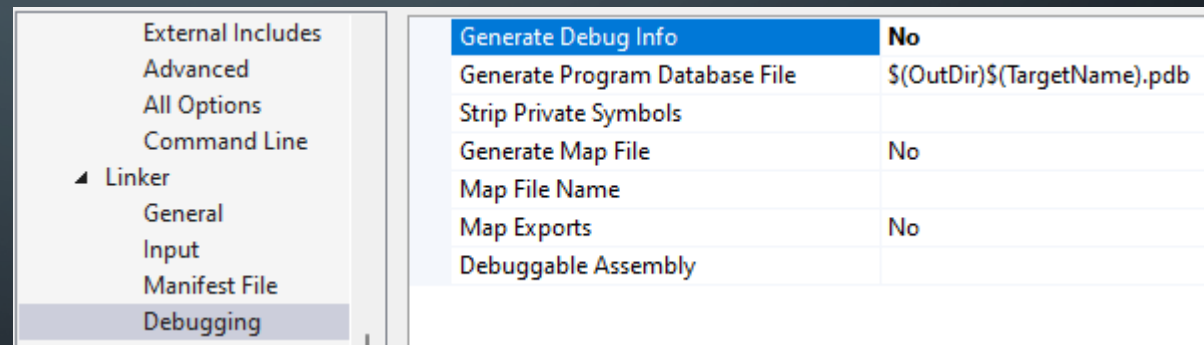 External Includes
Advanced
All Options
Command Line
Linker
General
Input
Manifest File
Debugging
Generate Debug Info No
Generate Program Database File $(OutDir)$(TargetName).pdb
Strip Private Symbols
Generate Map File No
Map File Name
Map Exports No
Debuggable Assembly